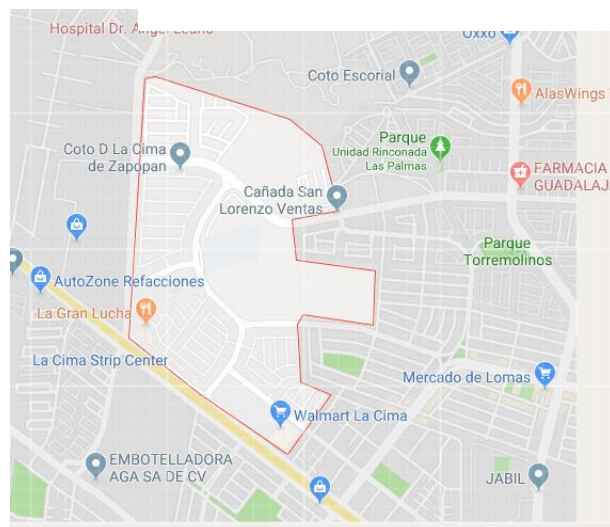 Hospital Dr. Angel Leaño
Oxxo
Coto Escorial
AlasWings
Parque
Unidad Rinconada
Las Palmas
Coto D La Cima
de Zapopan
FARMACIA
GUADALAJ
Cañada San
Lorenzo Ventas
Parque
Torremolinos
AutoZone Refacciones
La Gran Lucha
La Cima Strip Center
Mercado de Lomas
Walmart La Cima
EMBOTELLADORA
AGA SA DE CV
JABIL